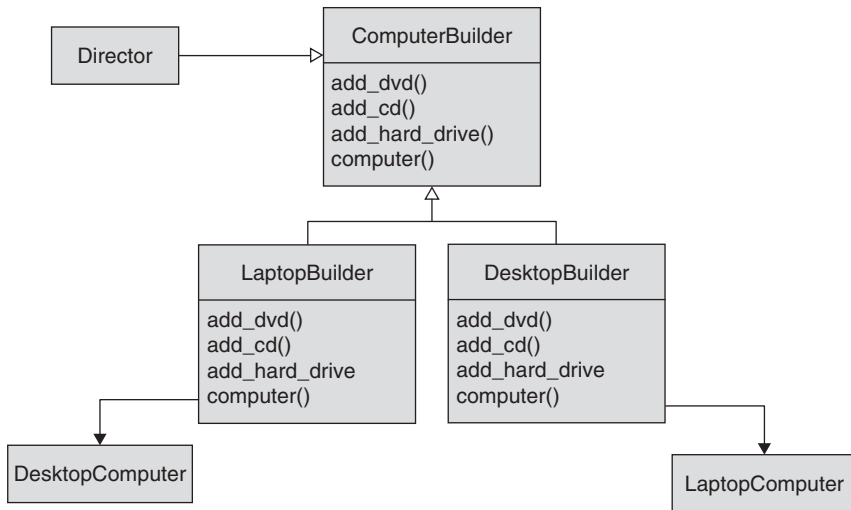 Director
ComputerBuilder
add_dvd()
add_cd()
add_hard_drive()
computer()
LaptopBuilder
add_dvd()
add_cd()
add_hard_drive
computer()
DesktopBuilder
add_dvd()
add_cd()
add_hard_drive
computer()
DesktopComputer
LaptopComputer